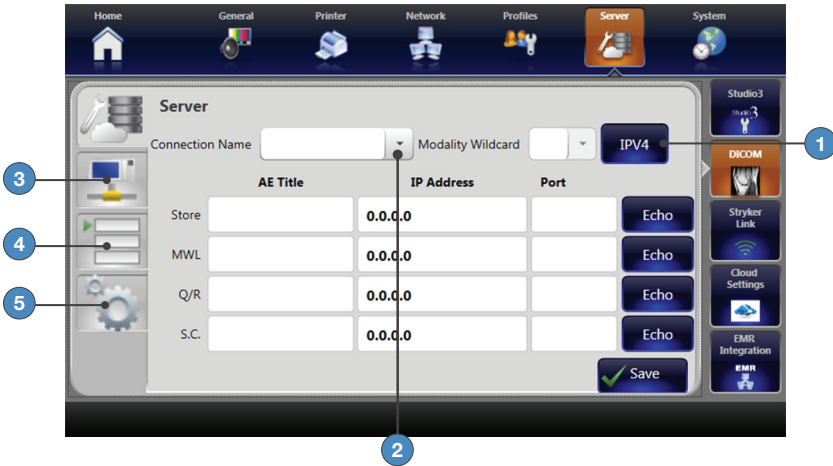 Home General Printer Network Profiles Server System
Studio3
Studio3
Server
Connection Name Modality Wildcard IPV4 1
DICOM
3
AE Title IP Address Port
Store 0.0.0.0 Echo
Stryker
Link
4
MWL 0.0.0.0 Echo
Cloud
Settings
5
Q/R 0.0.0.0 Echo
S.C. 0.0.0.0 Echo
EMR
Integration
EMR
Save
2